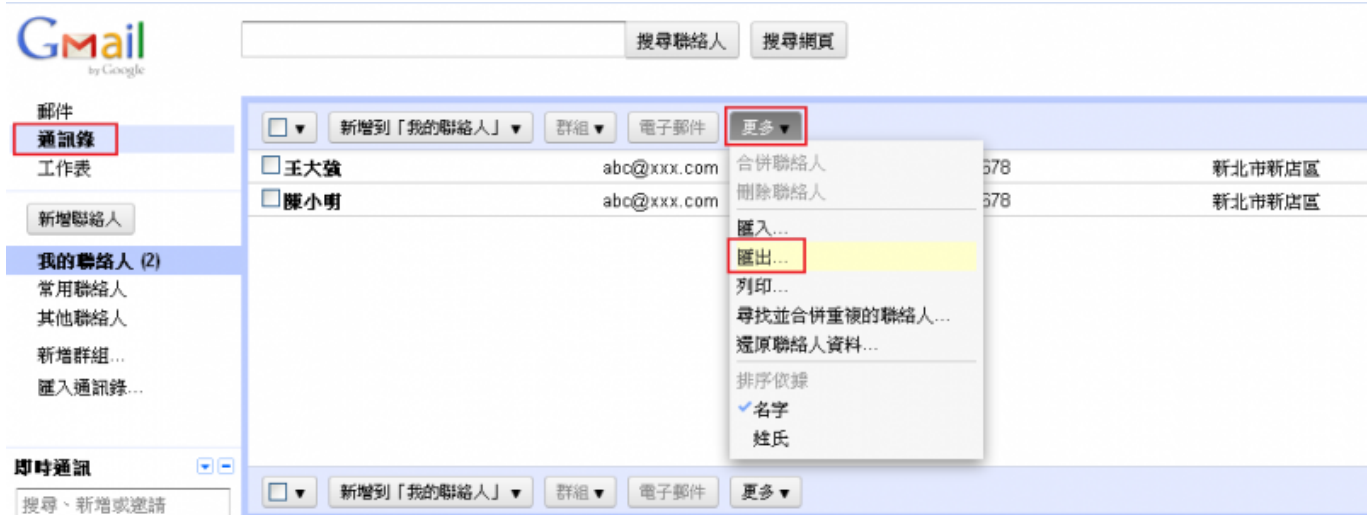 GMail
by Google
搜尋聯絡人
搜尋網頁
郵件
通訊錄
工作表
新增聯絡人
我的聯絡人 (2)
常用聯絡人
其他聯絡人
新增群組...
匯入通訊錄...
即時通訊
搜尋、新增或邀請
新增到「我的聯絡人」▼ 群組▼ 電子郵件 更多▼
王大強 abc@xxx.com 678 新北市新店區
陳小明 abc@xxx.com 678 新北市新店區
合併聯絡人
刪除聯絡人
匯入...
匯出...
列印...
尋找並合併重複的聯絡人...
還原聯絡人資料...
排序依據
名字
姓氏
新增到「我的聯絡人」▼ 群組▼ 電子郵件 更多▼